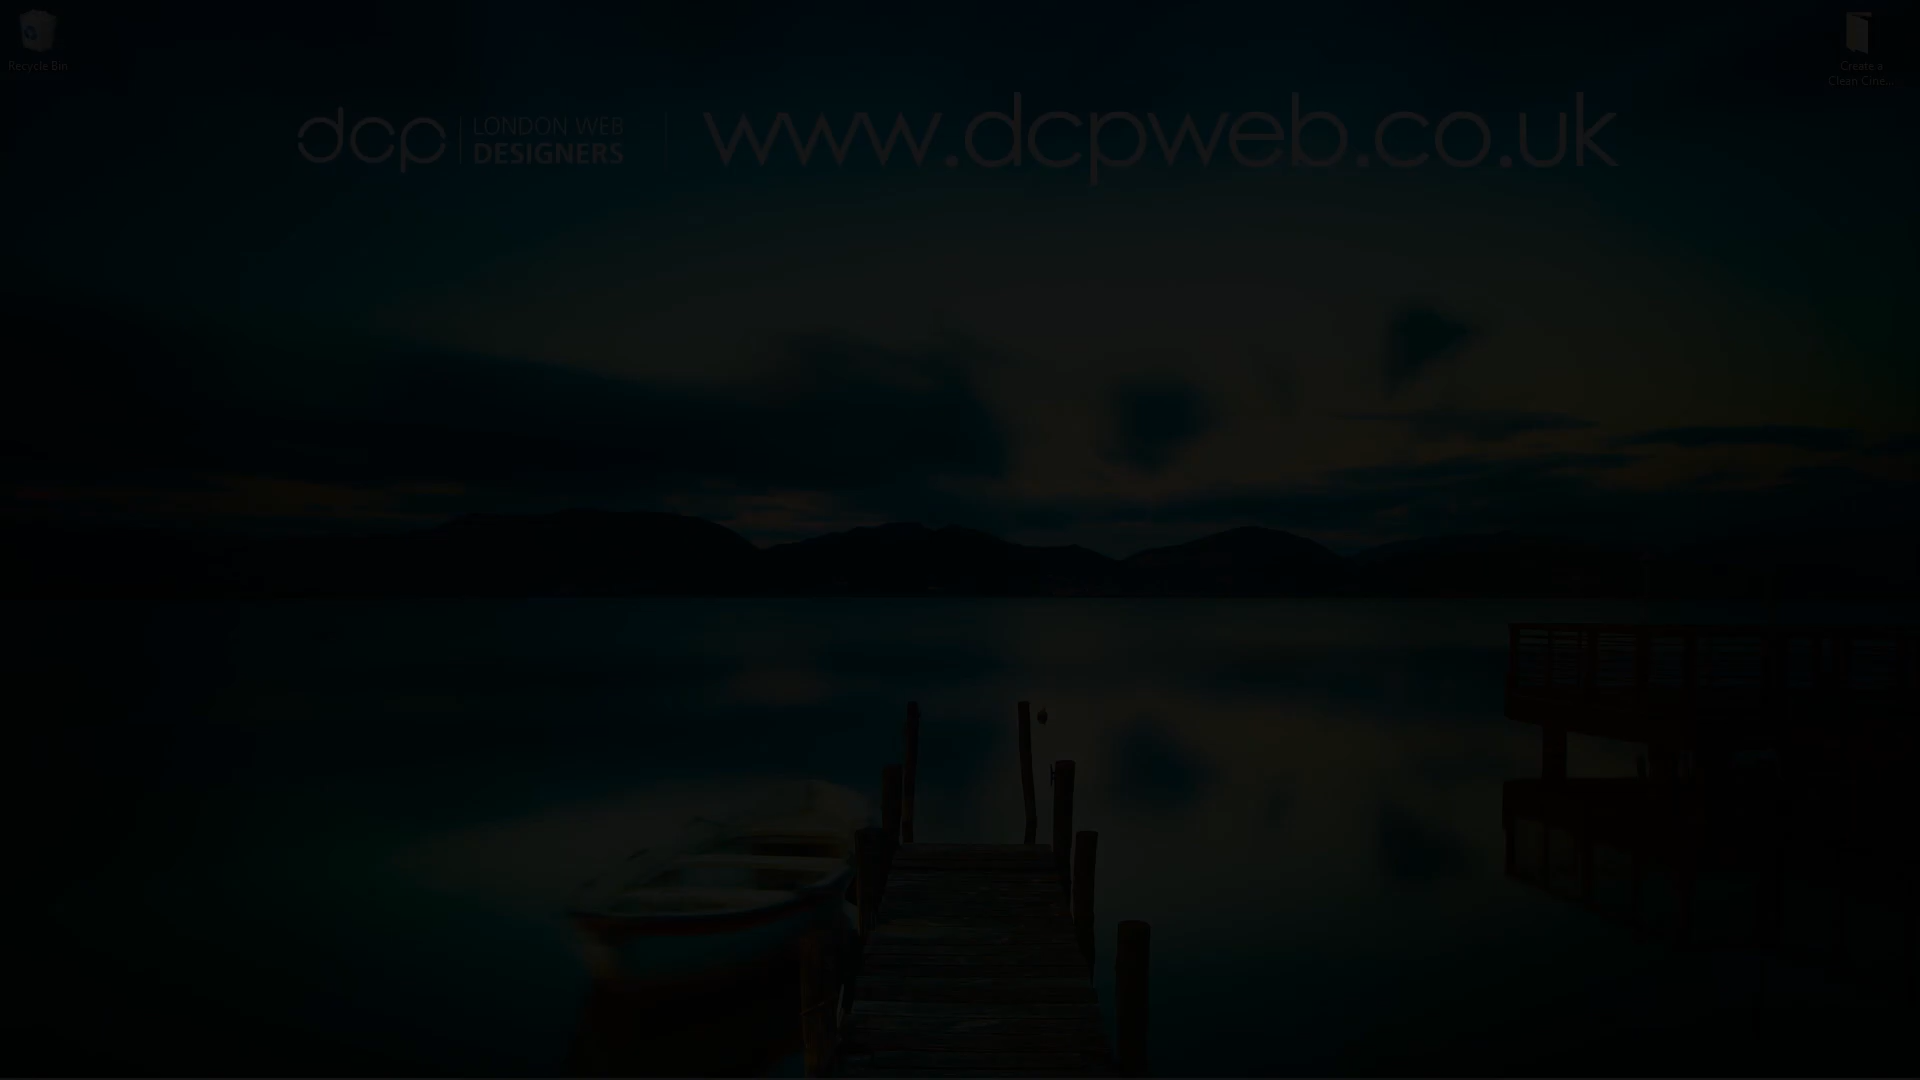 Recycle Bin
Create a
Clean Cine...
dcp
LONDON WEB
DESIGNERS
www.dcpweb.co.uk